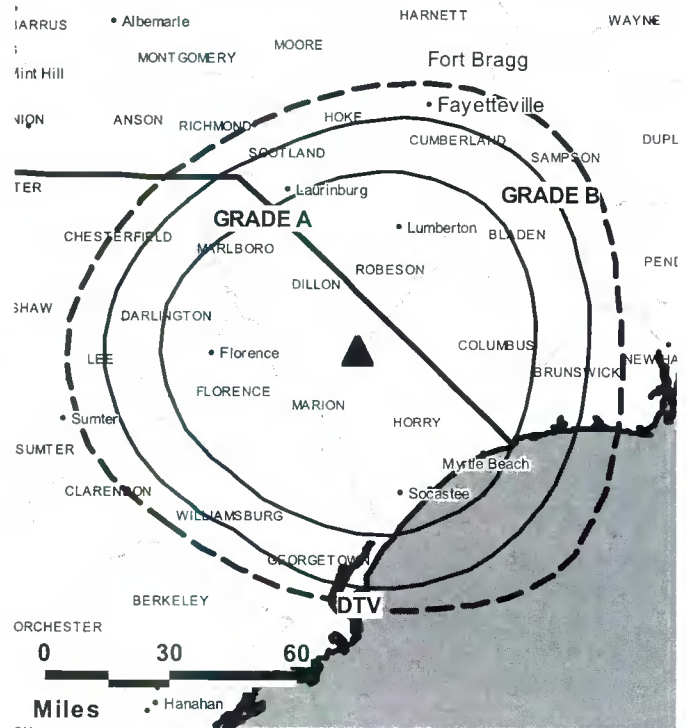 HARNETT
WAYNE
ARRUS
Albemarle
MOORE
MONTGOMERY
Fort Bragg
Mint Hill
Fayetteville
NION
ANSON
RICHMOND
HOKE
CUMBERLAND
DUPL
SCOTLAND
SAMPSON
TER
Laurinburg
GRADE B
GRADE A
Lumberton
BLADEN
CHESTERFIELD
MARLBORO
ROBESON
PEND
DILLON
SHAW
DARLINGTON
LEE
Florence
COLUMBUS
NEW HA
BRUNSWICK
FLORENCE
MARION
Sumter
HORRY
SUMTER
Myrtle Beach
CLARENDON
Socastee
WILLIAMSBURG
GEORGETOWN
BERKELEY
DTV
ORCHESTER
0 30 60
Miles
Hanahan